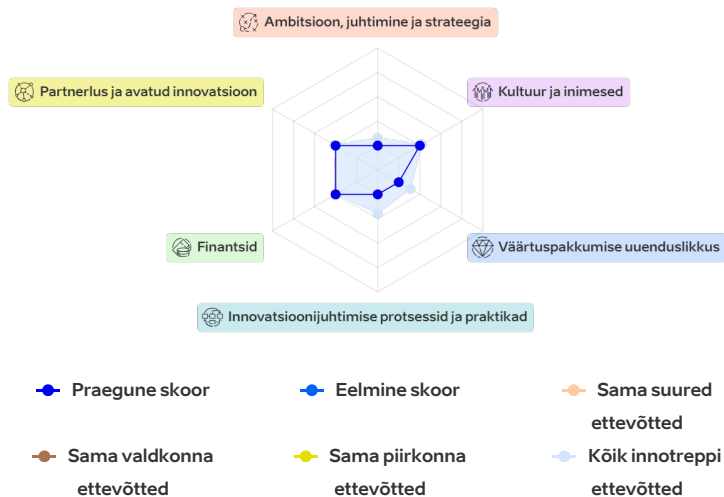 Ambitsioon, juhtimine ja strateegia
Partnerlus ja avatud innovatsioon
Kultuur ja inimesed
Finantsid
Väärtuspakkumise uuenduslikkus
Innovatsioonijuhtimise protsessid ja praktikad
Praegune skoor
Eelmine skoor
Sama suured
ettevõtted
Sama valdkonna
ettevõtted
Sama piirkonna
ettevõtted
Kõik innotreppi
ettevõtted